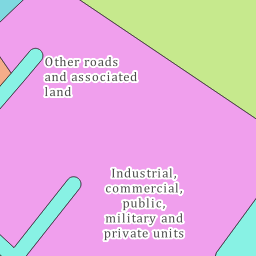 Other roads
and associated
land
Industrial,
commercial,
public,
military and
private units